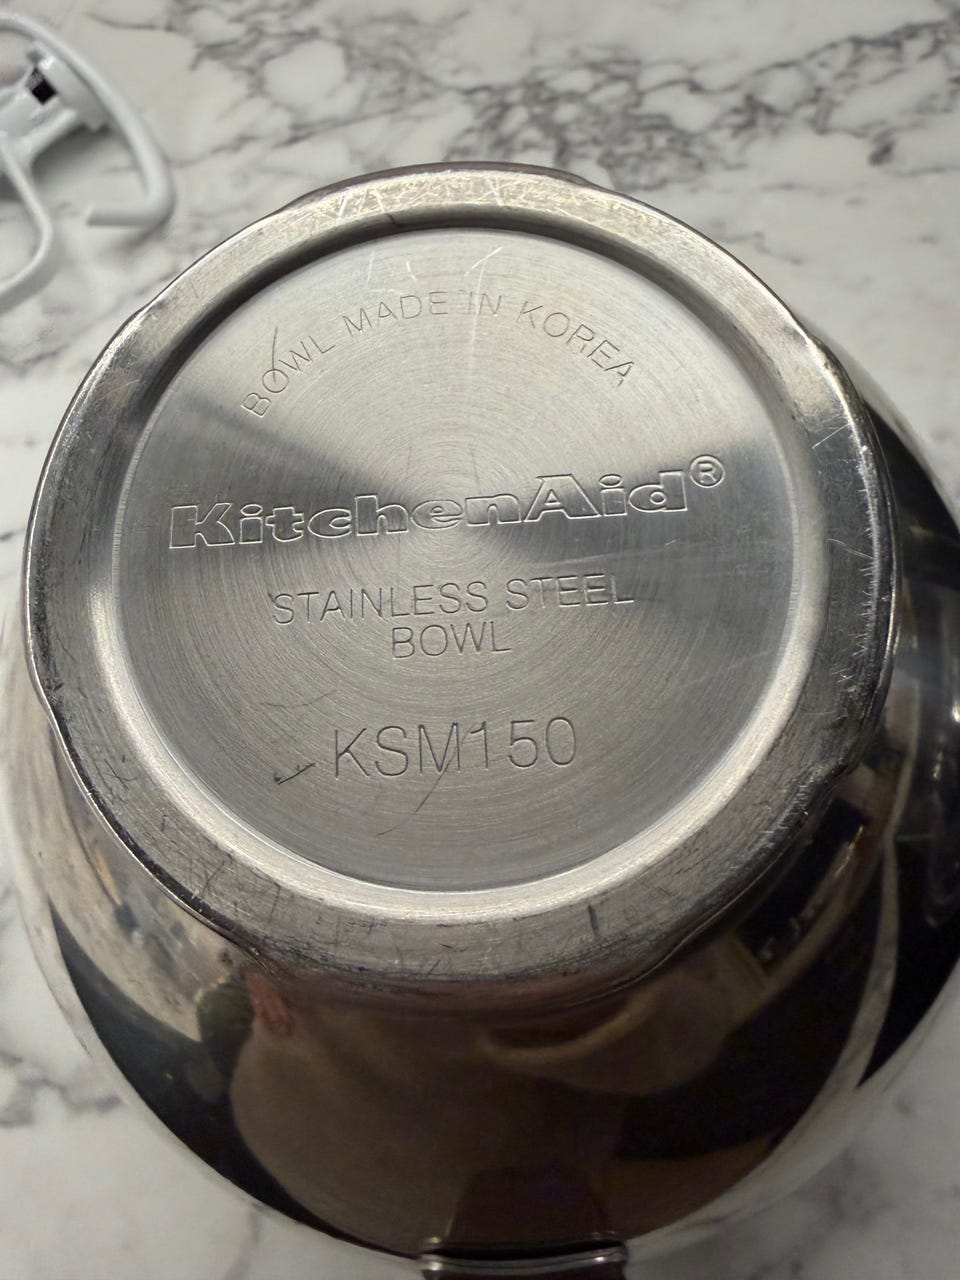 BOWL MADE IN KOREA
KitchenAid®
STAINLESS STEEL
BOWL
KSM150